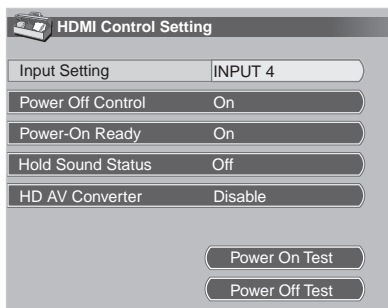 HDMI Control Setting
Input Setting INPUT 4
Power Off Control On
Power-On Ready On
Hold Sound Status Off
HD AV Converter Disable
Power On Test
Power Off Test